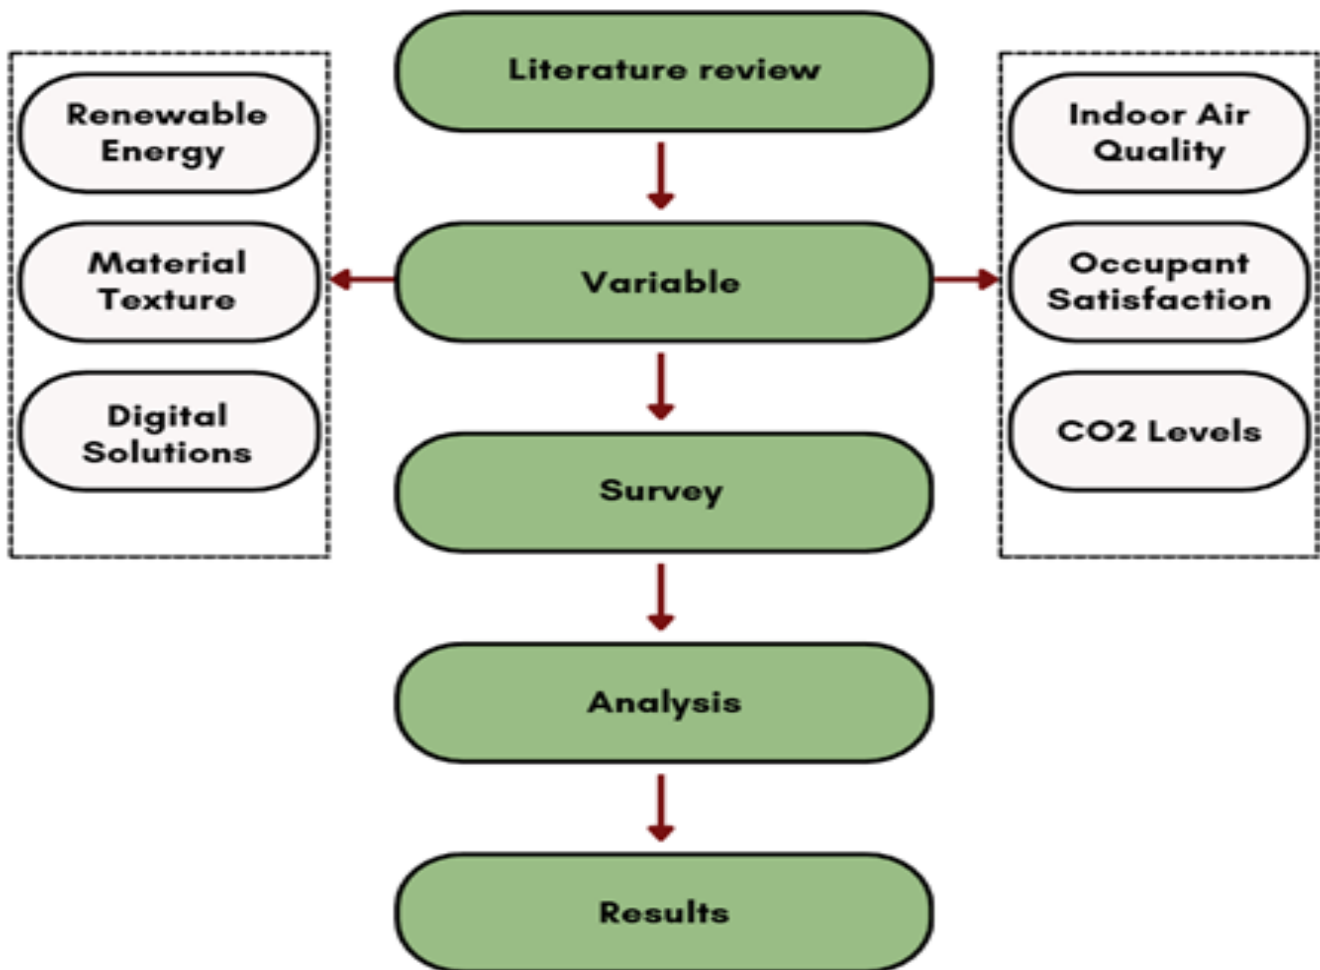 Literature review
Renewable
Energy
Material
Texture
Digital
Solutions
Variable
Indoor Air
Quality
Occupant
Satisfaction
CO2 Levels
Survey
Analysis
Results